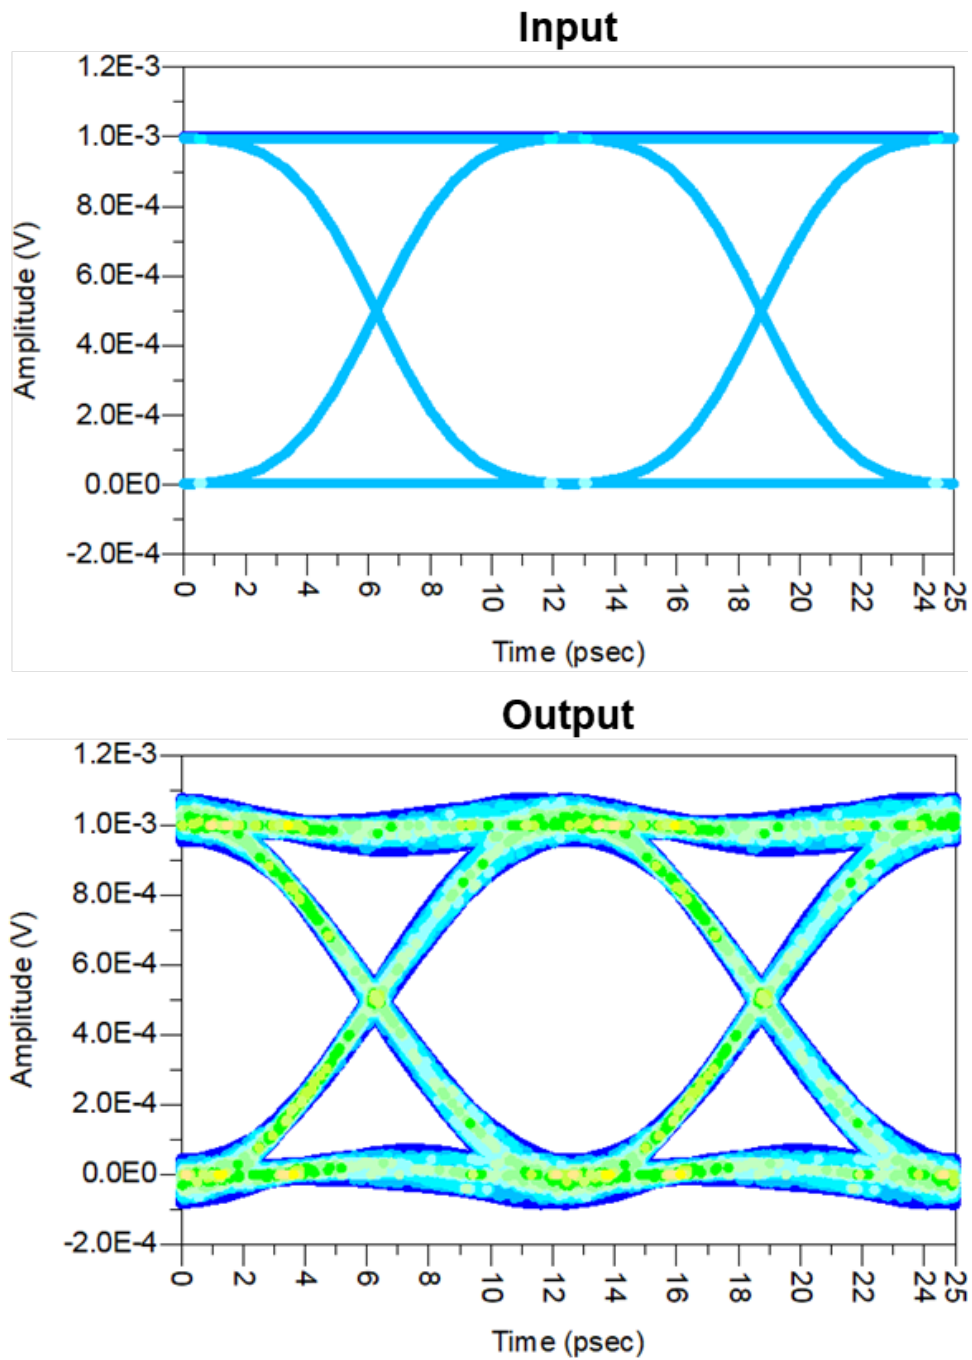 Input
1.2E-3
1.0E-3
8.0E-4
6.0E-4
4.0E-4
2.0E-4
0.0E0
-2.0E-4
Amplitude (V)
0 2 4 6 8 10 12 14 16 18 20 22 24 25
Time (psec)
Output
1.2E-3
1.0E-3
8.0E-4
6.0E-4
4.0E-4
2.0E-4
0.0E0
-2.0E-4
Amplitude (V)
0 2 4 6 8 10 12 14 16 18 20 22 24 25
Time (psec)